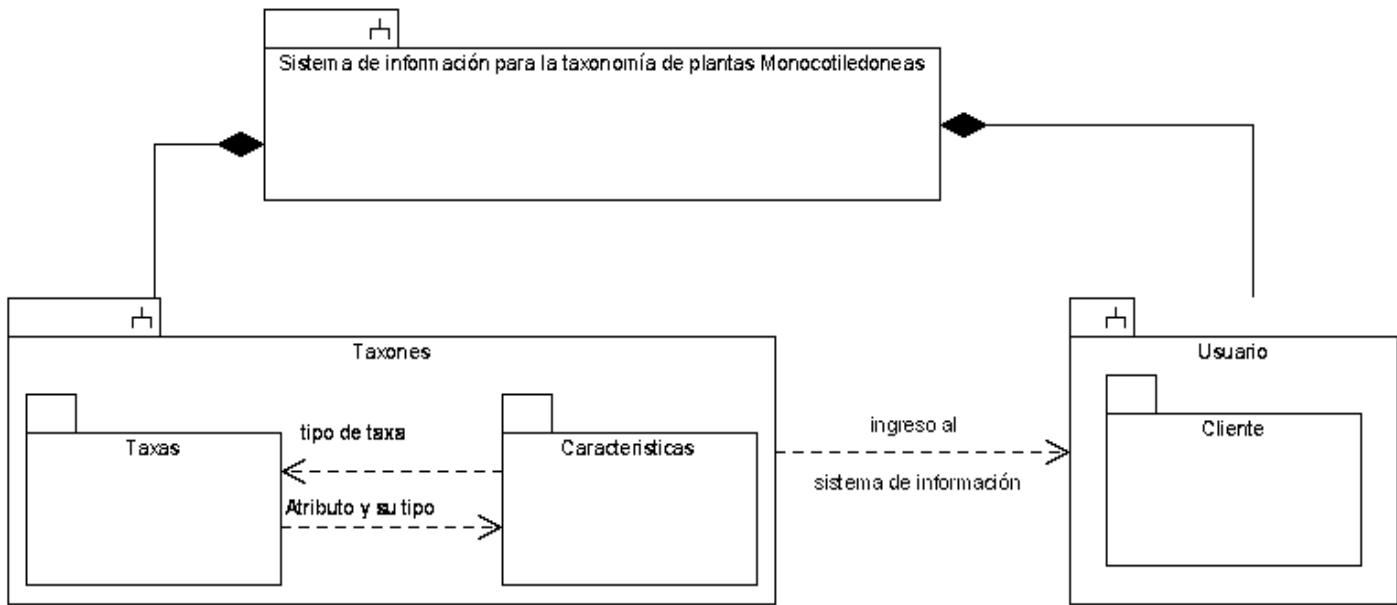 Sistema de información para la taxonomía de plantas Monocotiledoneas
Taxones
Taxas
tipo de taxa
Atributo y su tipo
Caracteristicas
ingreso al
sistema de información
Usuario
Cliente